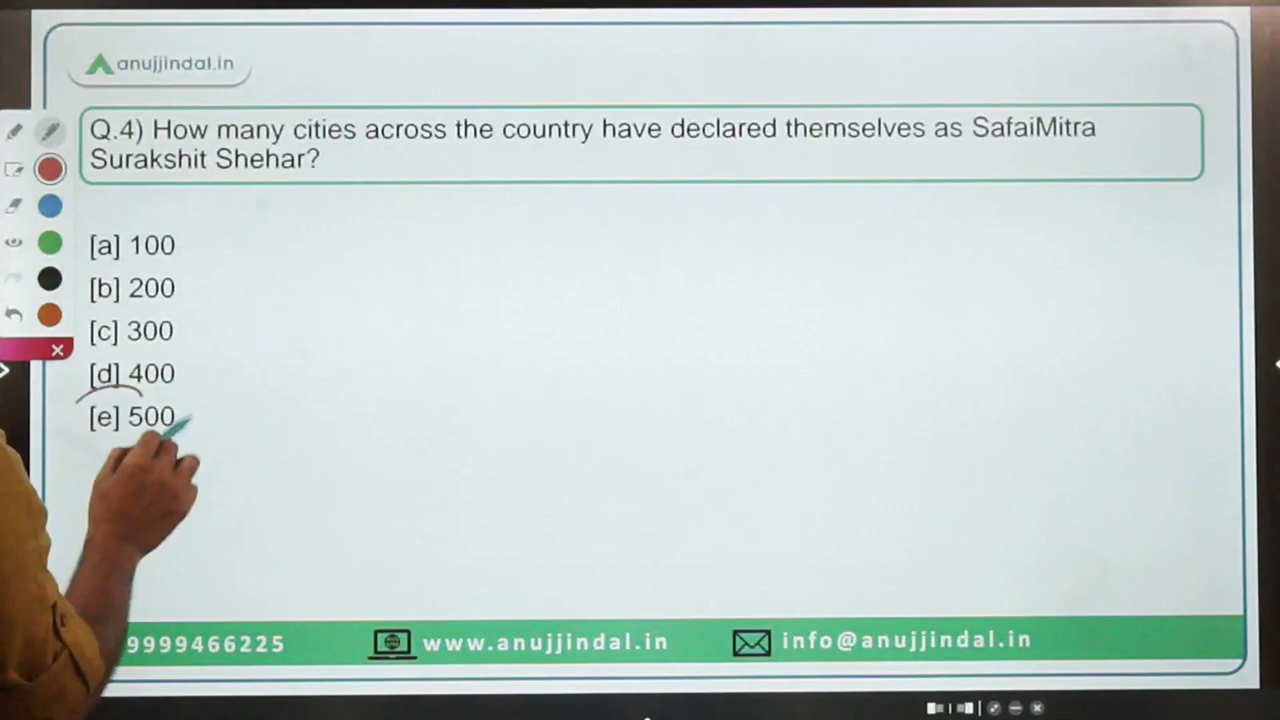 anujjindal.in
Q.4) How many cities across the country have declared themselves as SafaiMitra
Surakshit Shehar?
[a] 100
[b] 200
[c] 300
[d] 400
[e] 500
9999466225
www.anujjindal.in
info@anujjindal.in